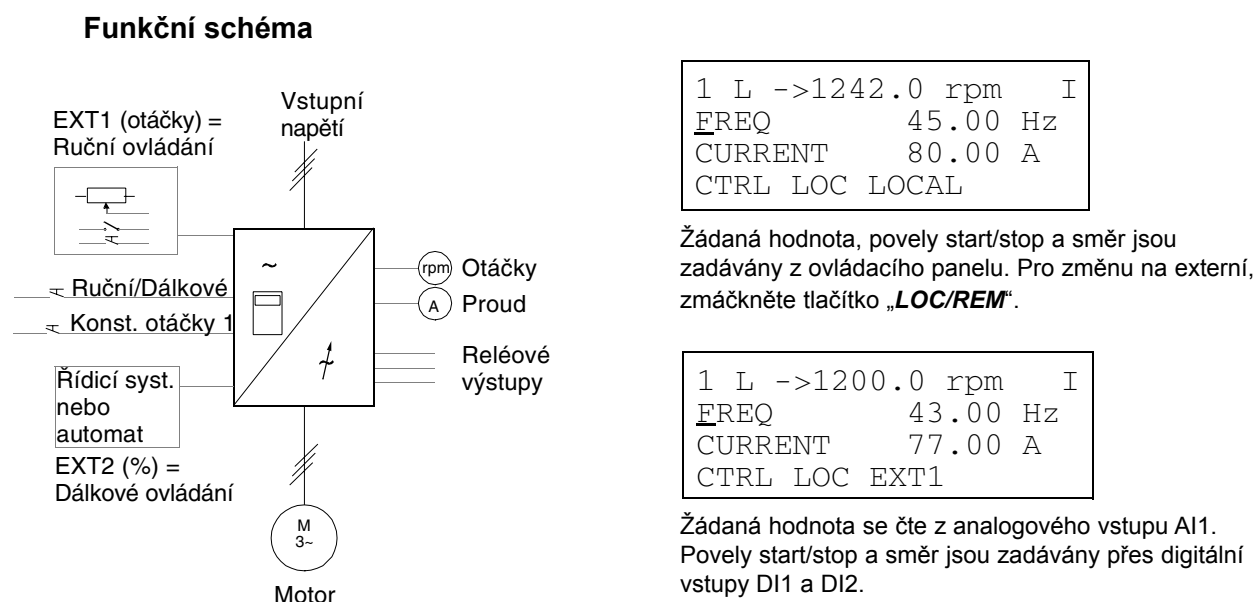 Funkční schéma
EXT1 (otáčky) =
Ruční ovládání
Vstupní
napětí
~
Ruční/Dálkové
Konst. otáčky 1
rpm Otáčky
A Proud
~
Reléové
výstupy
Řídicí syst.
nebo
automat
EXT2 (%) =
Dálkové ovládání
M
3~
Motor
1 L ->1242.0 rpm I
FREQ 45.00 Hz
CURRENT 80.00 A
CTRL LOC LOCAL
Žádaná hodnota, povely start/stop a směr jsou
zadávány z ovládacího panelu. Pro změnu na externí,
zmáčkněte tlačítko „LOC/REM“.
1 L ->1200.0 rpm I
FREQ 43.00 Hz
CURRENT 77.00 A
CTRL LOC EXT1
Žádaná hodnota se čte z analogového vstupu AI1.
Povely start/stop a směr jsou zadávány přes digitální
vstupy DI1 a DI2.